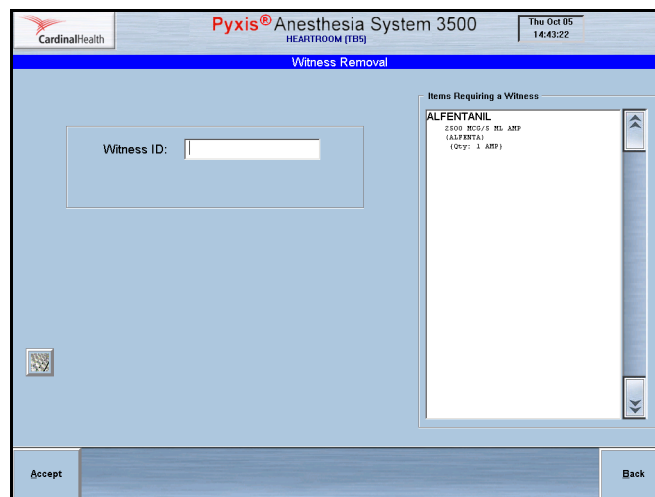 CardinalHealth
Pyxis® Anesthesia System 3500
HEARTROOM (TB5)
Thu Oct 05
14:43:22
Witness Removal
Witness ID:
Items Requiring a Witness
ALFENTANIL
2500 MCG/5 ML AMP
(ALFENTA)
(Qty: 1 AMP)
Accept
Back